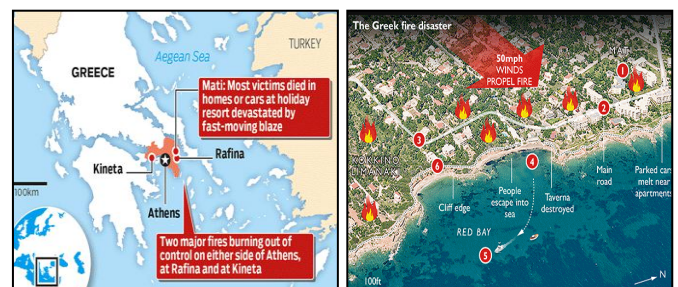 Aegean Sea
TURKEY
GREECE
Mati: Most victims died in
homes or cars at holiday
resort devastated by
fast-moving blaze
Rafina
Kineta
100km
Athens
Two major fires burning out of
control on either side of Athens,
at Rafina and at Kineta
The Greek fire disaster
50mph
WINDS
PROPEL FIRE
MATI
1
2
3
KOKKINO
LIMANAKI
6
4
Cliff edge
People
escape into
sea
Taverna
destroyed
Main
road
Parked cars
melt near
apartments
RED BAY
5
100ft
N